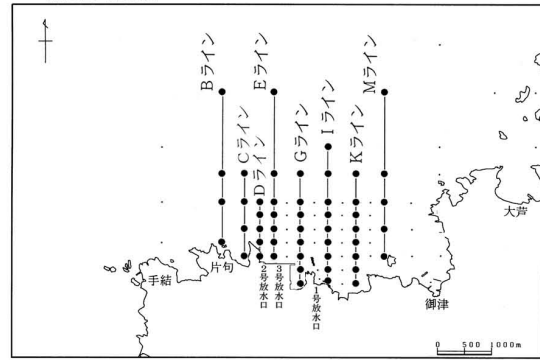 Bライン
Cライン
Dライン
Eライン
Gライン
Iライン
Kライン
Mライン
大芦
手結
片句
2号放水口
3号放水口
1号放水口
御津
0 500 1000m